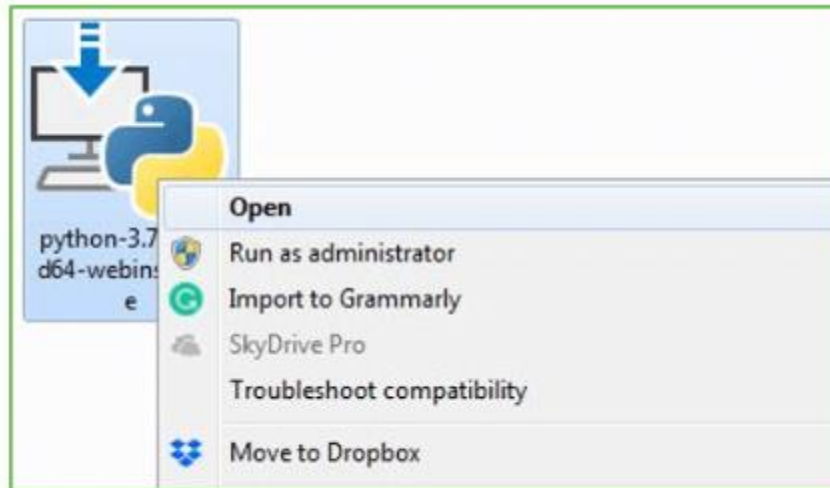 python-3.7
d64-webins
e
Open
Run as administrator
Import to Grammarly
SkyDrive Pro
Troubleshoot compatibility
Move to Dropbox